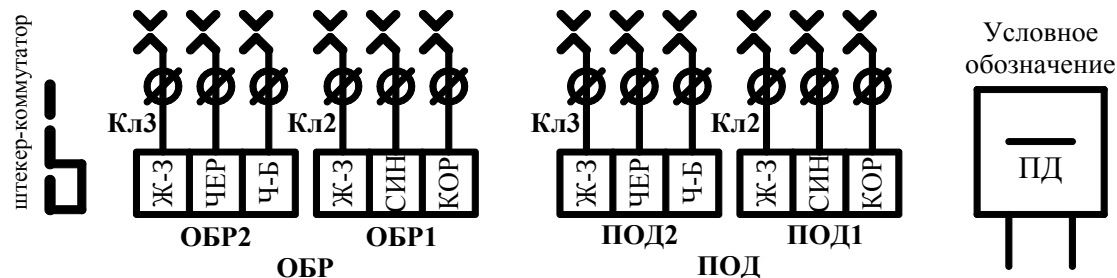 штекер-коммутатор
Кл3
Кл2
Кл3
Кл2
Ж-З ЧЕР Ч-Б
Ж-З СИН КОР
Ж-З ЧЕР Ч-Б
Ж-З СИН КОР
ОБР2
ОБР1
ПОД2
ПОД1
ОБР
ПОД
Условное
обозначение
ПД